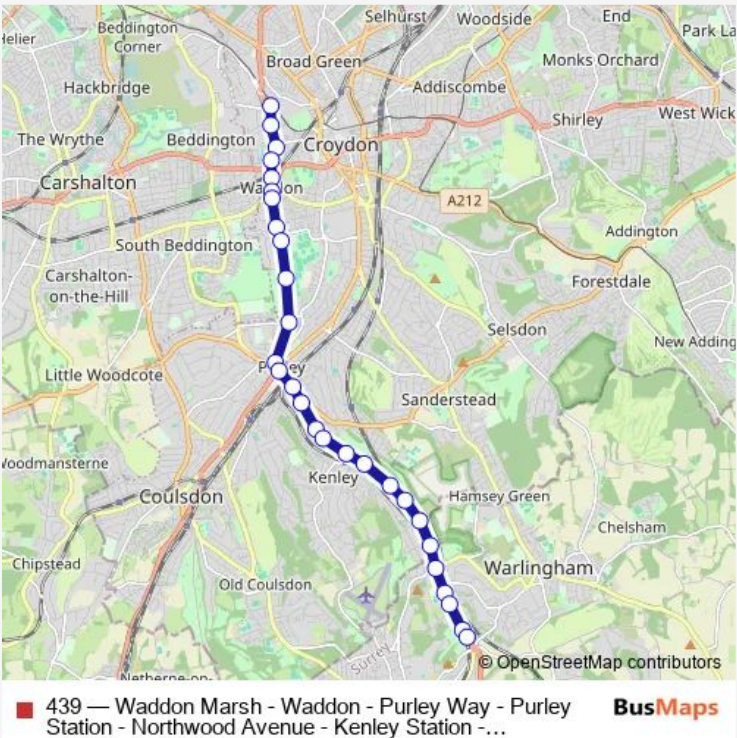 Selhurst
Woodside
End
Beddington
Corner
Park La
Helier
Broad Green
Monks Orchard
Hackbridge
Addiscombe
Shirley
West Wick
The Wrythe
Beddington
Croydon
Carshalton
Waddon
A212
Addington
South Beddington
Carshalton-
on-the-Hill
Forestdale
Selsdon
New Adding
Little Woodcote
Sanderstead
Woodmansterne
Kenley
Coulsdon
Hamsey Green
Chelsham
Chipstead
Old Coulsdon
Warlingham
Surrey
Netherne-on-
© OpenStreetMap contributors
439 — Waddon Marsh - Waddon - Purley Way - Purley
Station - Northwood Avenue - Kenley Station -...
BusMaps